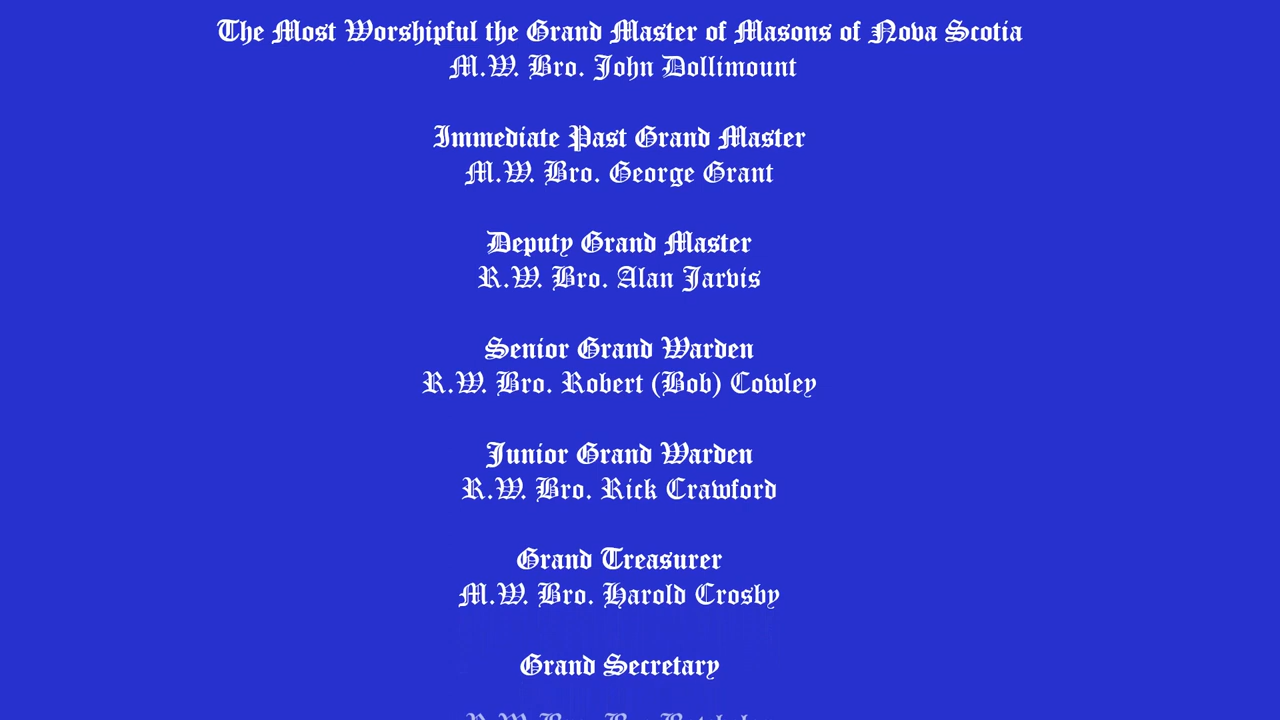 The Most Worshipful the Grand Master of Masons of Nova Scotia
M.W. Bro. John Dollimount
Immediate Past Grand Master
M.W. Bro. George Grant
Deputy Grand Master
R.W. Bro. Alan Jarvis
Senior Grand Warden
R.W. Bro. Robert (Bob) Cowley
Junior Grand Warden
R.W. Bro. Rick Crawford
Grand Treasurer
M.W. Bro. Harold Crosby
Grand Secretary
R.W. Bro.